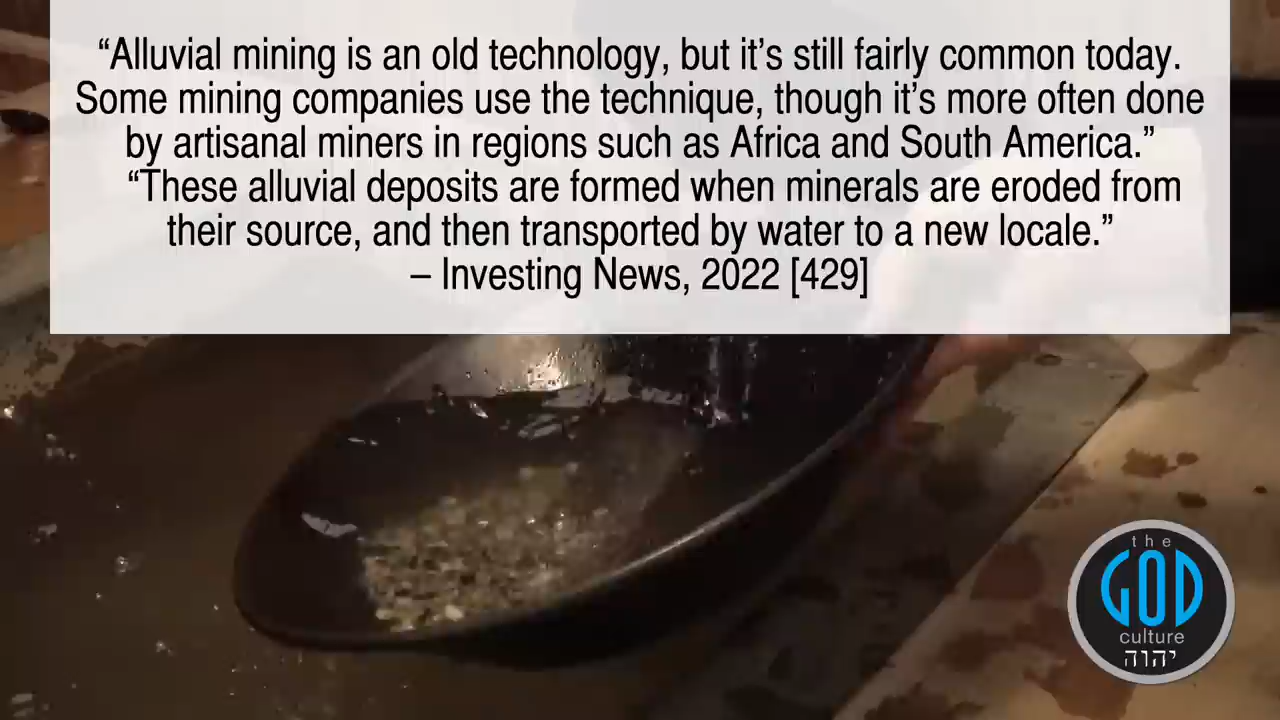 “Alluvial mining is an old technology, but it’s still fairly common today.
Some mining companies use the technique, though it’s more often done
by artisanal miners in regions such as Africa and South America.”
“These alluvial deposits are formed when minerals are eroded from
their source, and then transported by water to a new locale.”
– Investing News, 2022 [429]
the
GOD
culture
יהוה